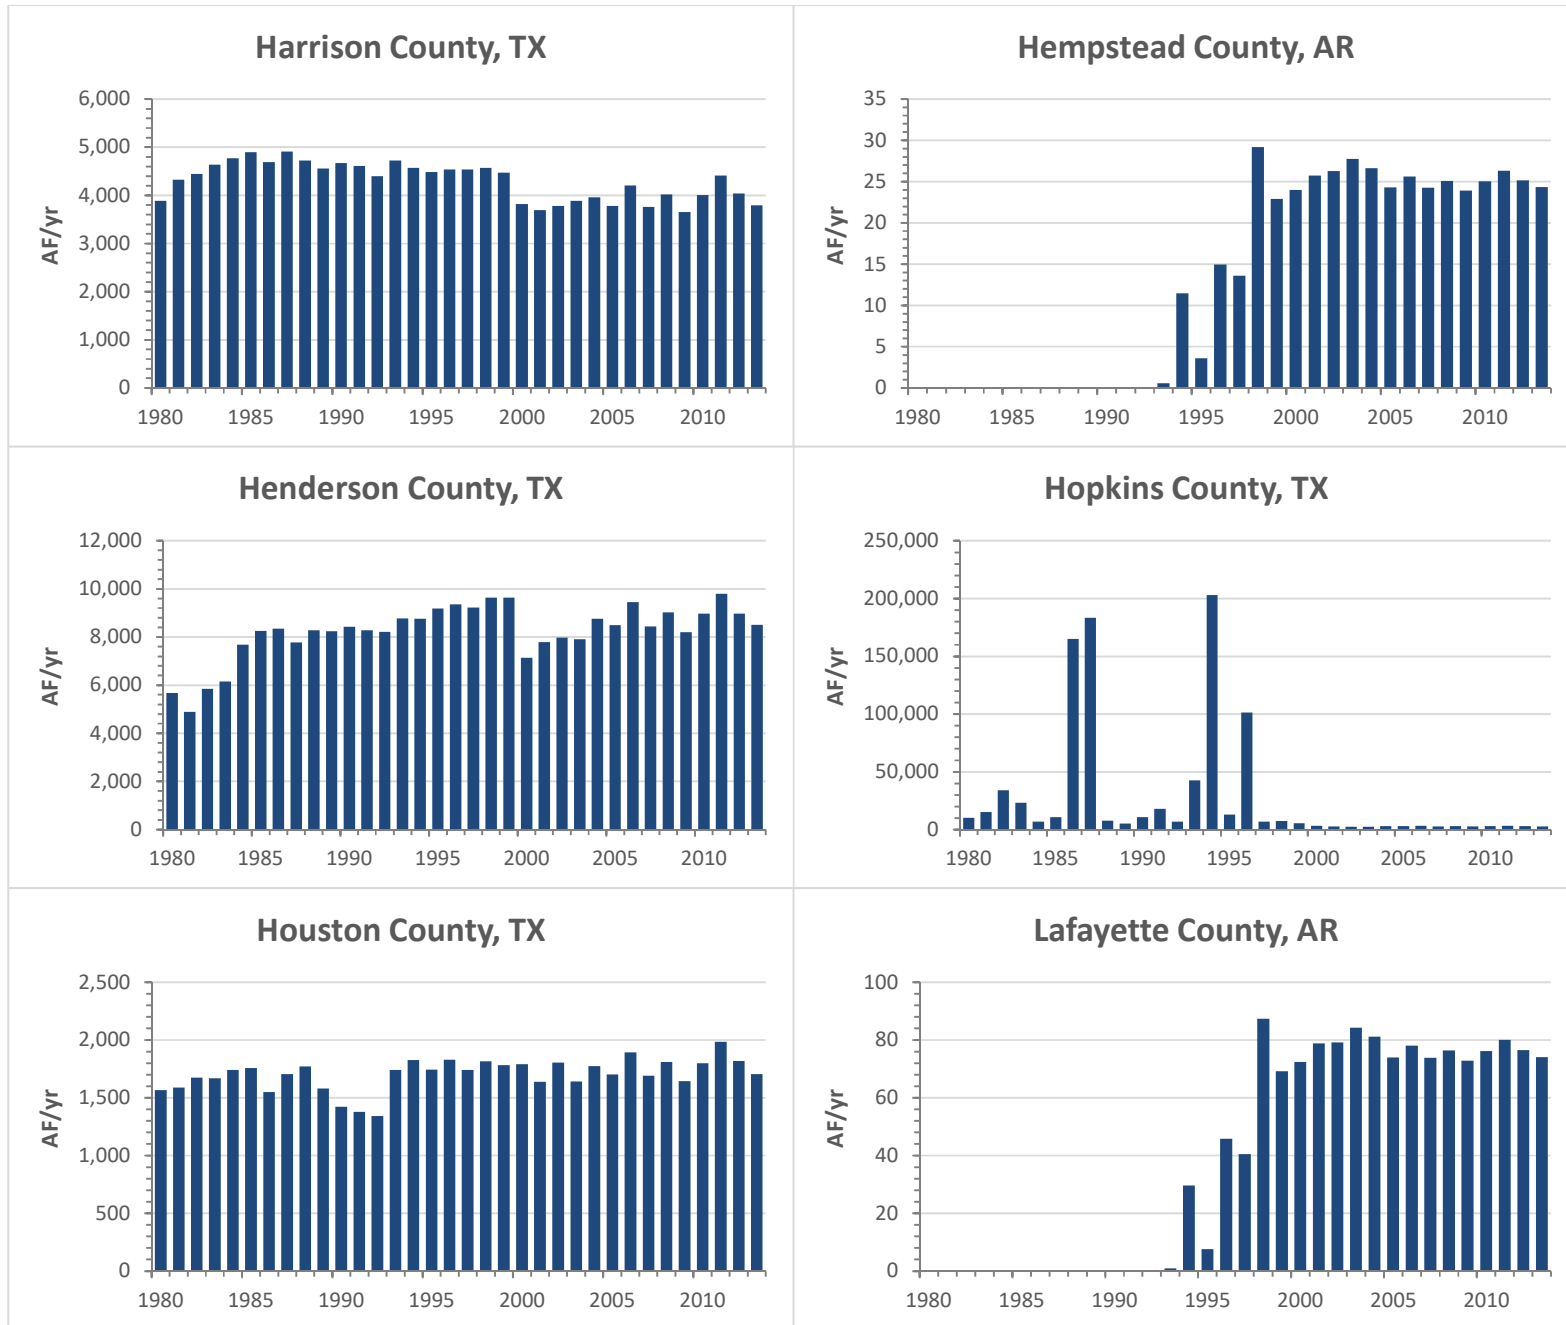 Harrison County, TX
6,000
5,000
4,000
3,000
2,000
1,000
0
AF/yr
1980 1985 1990 1995 2000 2005 2010
Hempstead County, AR
35
30
25
20
15
10
5
0
AF/yr
1980 1985 1990 1995 2000 2005 2010
Henderson County, TX
12,000
10,000
8,000
6,000
4,000
2,000
0
AF/yr
1980 1985 1990 1995 2000 2005 2010
Hopkins County, TX
250,000
200,000
150,000
100,000
50,000
0
AF/yr
1980 1985 1990 1995 2000 2005 2010
Houston County, TX
2,500
2,000
1,500
1,000
500
0
AF/yr
1980 1985 1990 1995 2000 2005 2010
Lafayette County, AR
100
80
60
40
20
0
AF/yr
1980 1985 1990 1995 2000 2005 2010